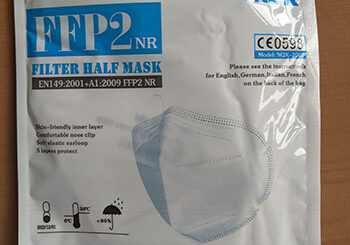 FFP2 NR
CE0598
FILTER HALF MASK
Please see the instruction
for English,German,Italian,French
on the back of the bag
EN149:2001+A1:2009 FFP2 NR
Skin-friendly inner layer
Comfortable nose clip
Soft elastic earloop
5 layers protect